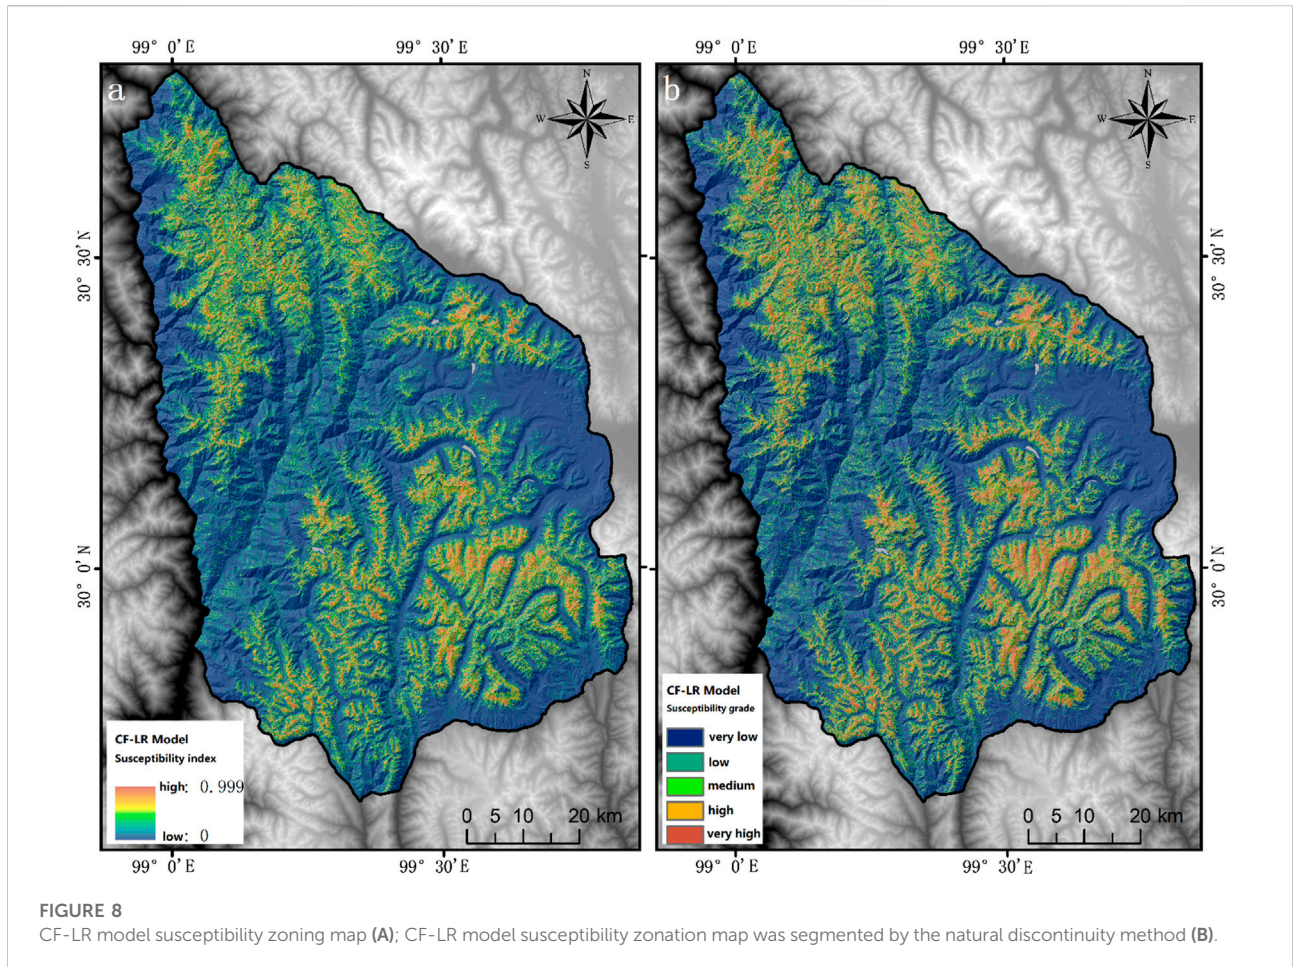 99° 0′E 99° 30′E 99° 0′E 99° 30′E
a
N
W E
S
b
N
W E
S
30° 30′N
30° 0′N
30° 30′N
30° 0′N
CF-LR Model
Susceptibility index
high: 0.999
low: 0
0 5 10 20 km
CF-LR Model
Susceptibility grade
very low
low
medium
high
very high
0 5 10 20 km
99° 0′E 99° 30′E 99° 0′E 99° 30′E
FIGURE 8
CF-LR model susceptibility zoning map (A); CF-LR model susceptibility zonation map was segmented by the natural discontinuity method (B).